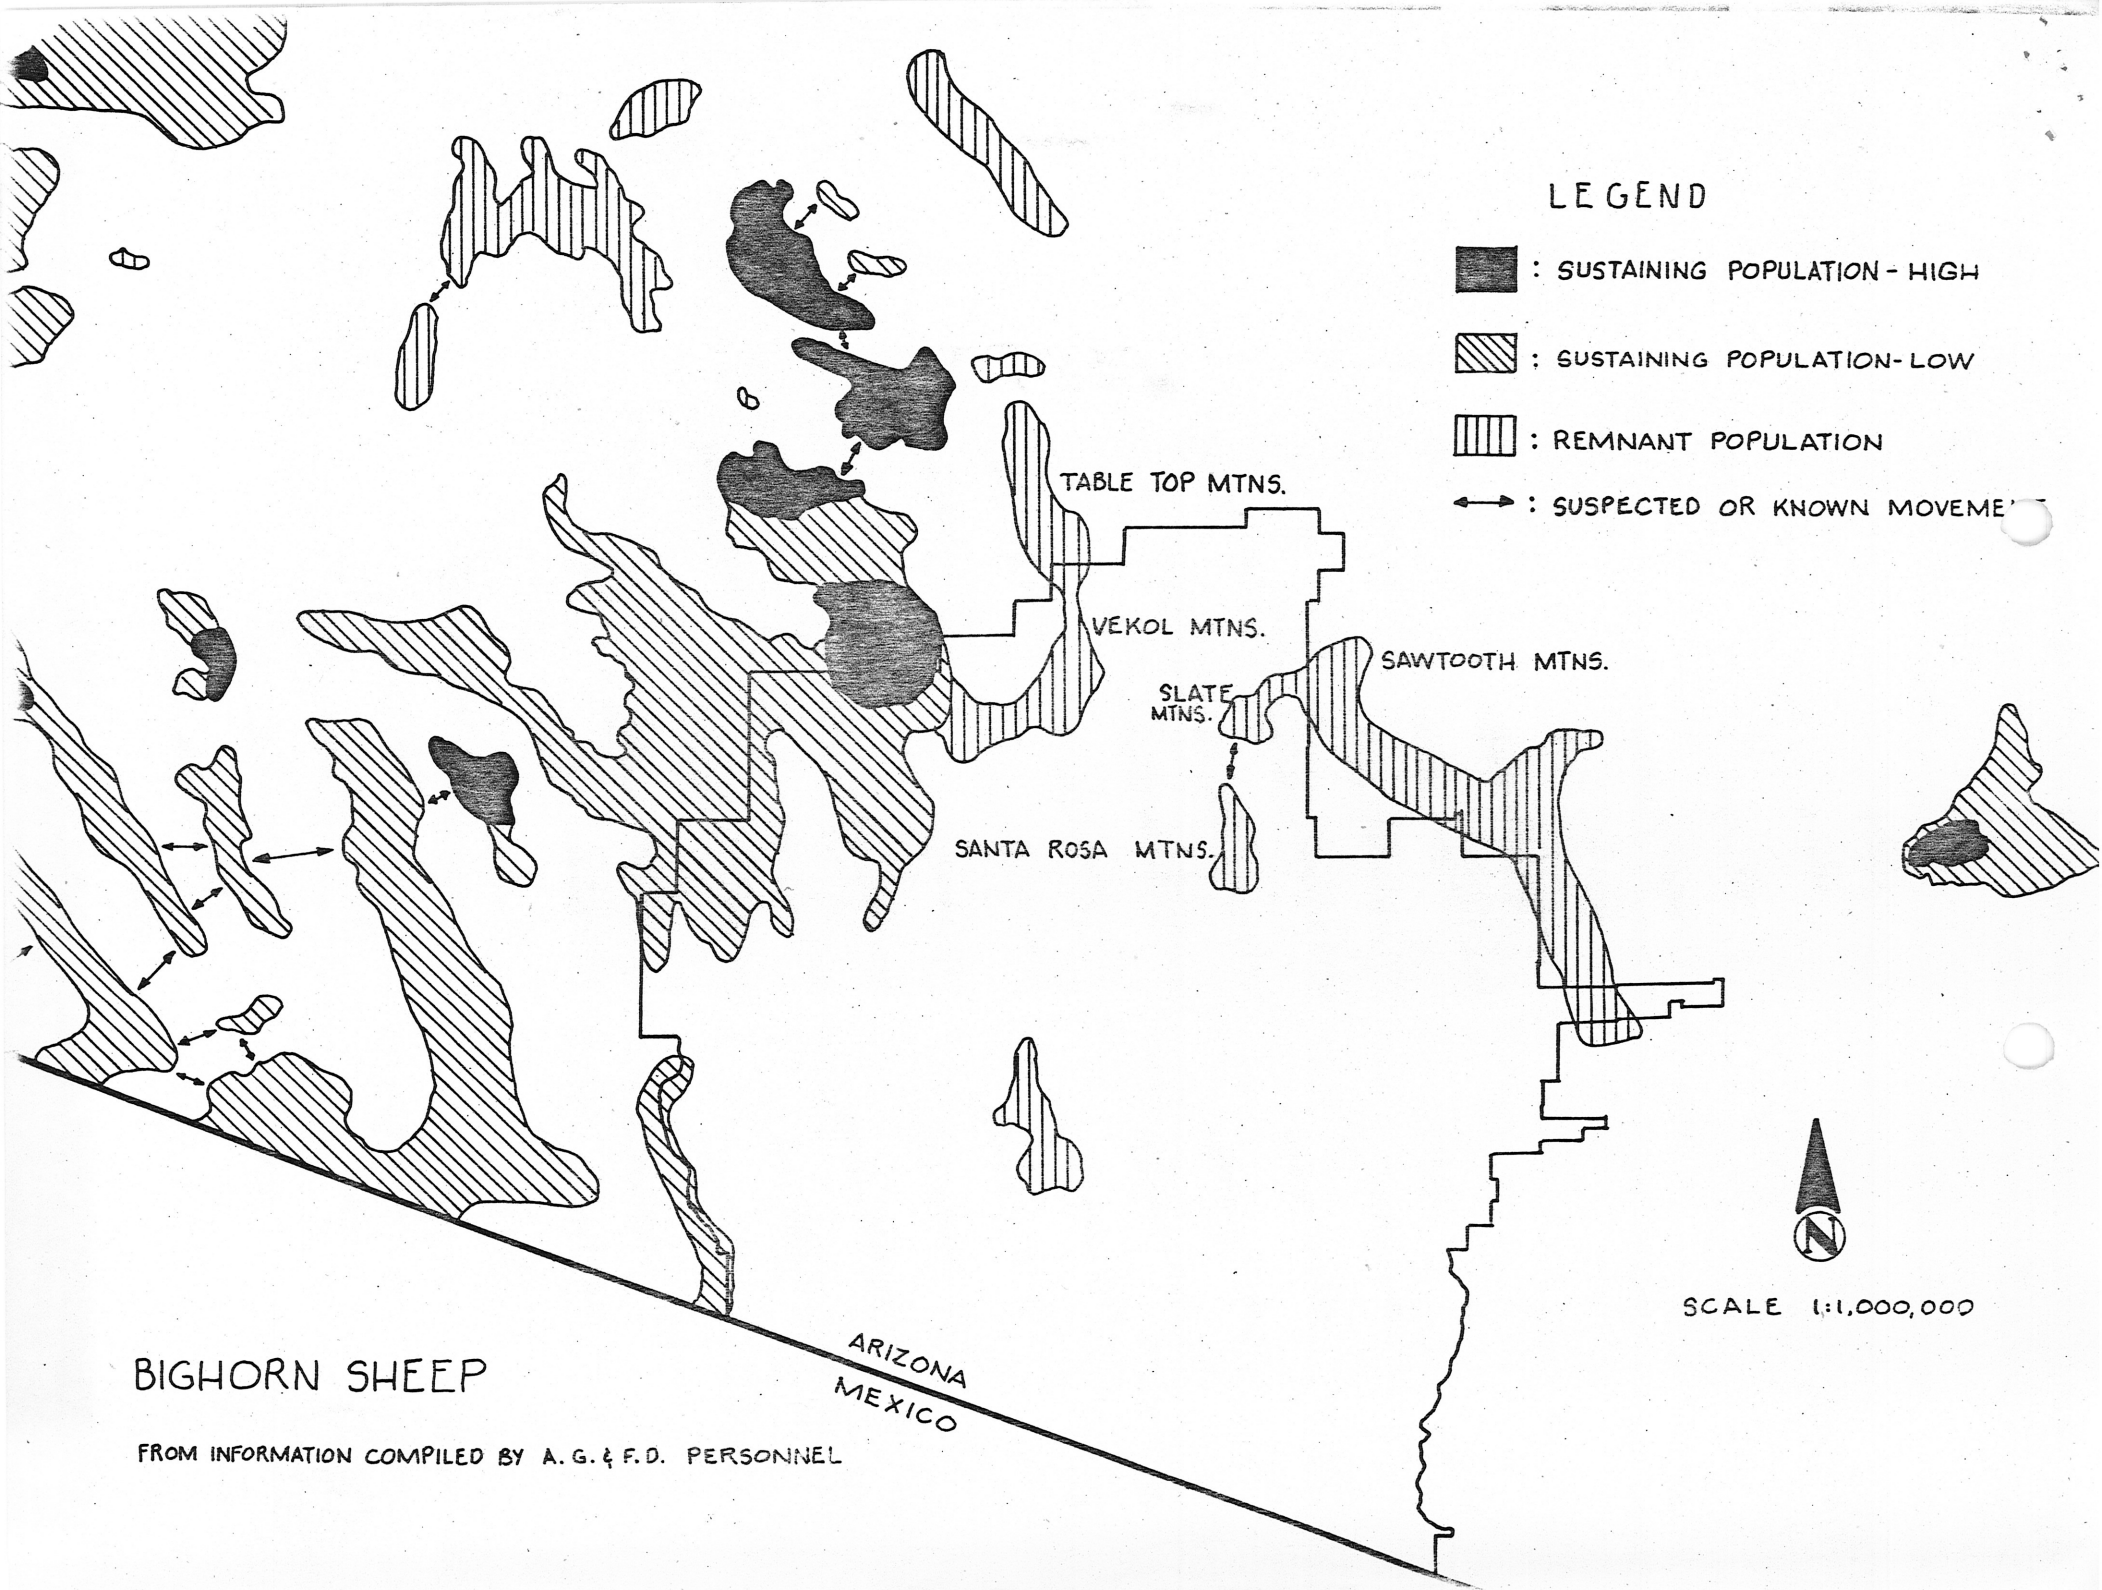 LEGEND
: SUSTAINING POPULATION - HIGH
: SUSTAINING POPULATION - LOW
: REMNANT POPULATION
: SUSPECTED OR KNOWN MOVEME
TABLE TOP MTNS.
VEKOL MTNS.
SAWTOOTH MTNS.
SLATE
MTNS.
SANTA ROSA MTNS.
N
SCALE 1:1,000,000
ARIZONA
MEXICO
BIGHORN SHEEP
FROM INFORMATION COMPILED BY A. G. & F. D. PERSONNEL